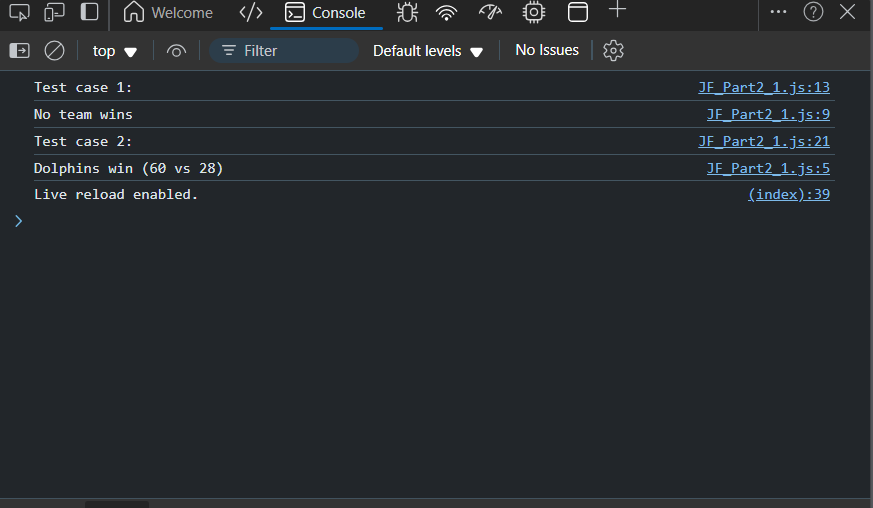 Welcome Console
top Filter Default levels No Issues
Test case 1: JF_Part2_1.js:13
No team wins JF_Part2_1.js:9
Test case 2: JF_Part2_1.js:21
Dolphins win (60 vs 28) JF_Part2_1.js:5
Live reload enabled. (index):39